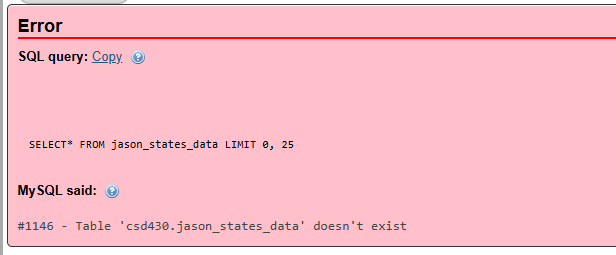 Error
SQL query: Copy
SELECT* FROM jason_states_data LIMIT 0, 25
MySQL said:
#1146 - Table 'csd430.jason_states_data' doesn't exist